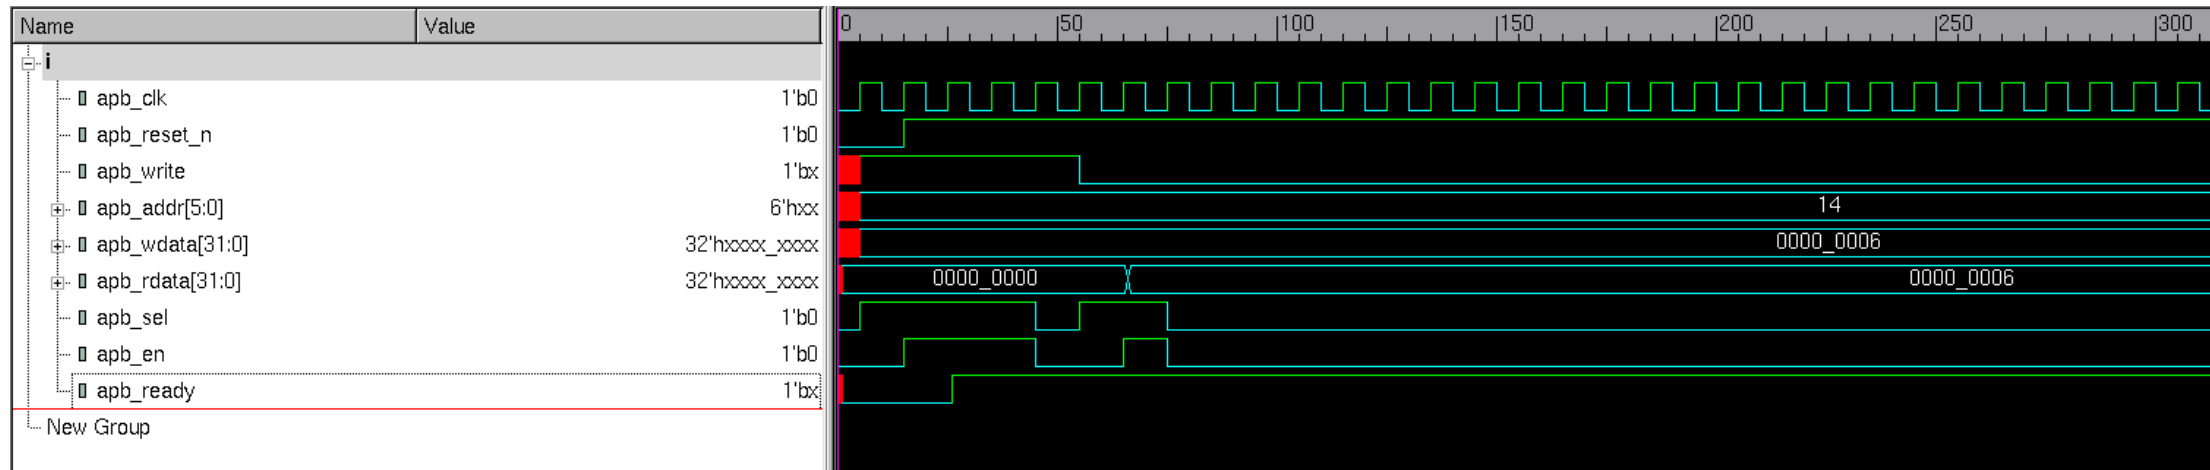 Name Value 0 50 100 150 200 250 300
i
apb_clk 1'b0
apb_reset_n 1'b0
apb_write 1'bx
apb_addr[5:0] 6'hxx 14
apb_wdata[31:0] 32'hxxxx_xxxx 0000_0006
apb_rdata[31:0] 32'hxxxx_xxxx 0000_0000 0000_0006
apb_sel 1'b0
apb_en 1'b0
apb_ready 1'bx
New Group